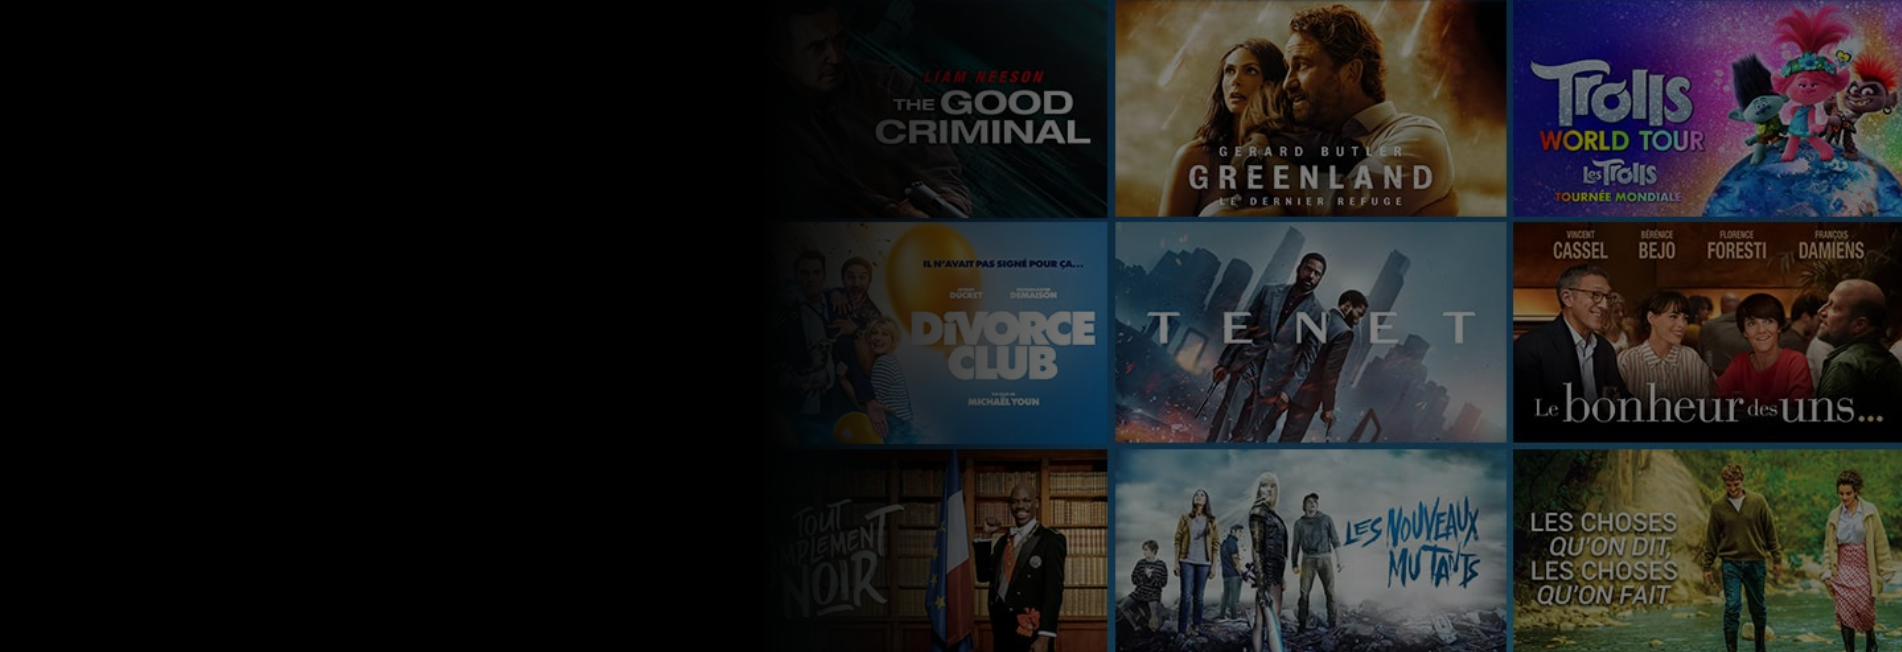 LIAM NEESON
THE GOOD
CRIMINAL
GERARD BUTLER
GREENLAND
LE DERNIER REFUGE
Trolls
WORLD TOUR
Les Trolls
TOURNÉE MONDIALE
IL N'AVAIT PAS SIGNÉ POUR ÇA...
DUCRET
DEMAISON
DIVORCE
CLUB
MICHAËL YOUN
TENET
VINCENT BÉRÉNICE FLORENCE FRANÇOIS
CASSEL BEJO FORESTI DAMIENS
Le bonheur des uns...
TOUT
MPLEMENT
NOIR
LES NOUVEAUX
MUTANTS
LES CHOSES
QU'ON DIT,
LES CHOSES
QU'ON FAIT